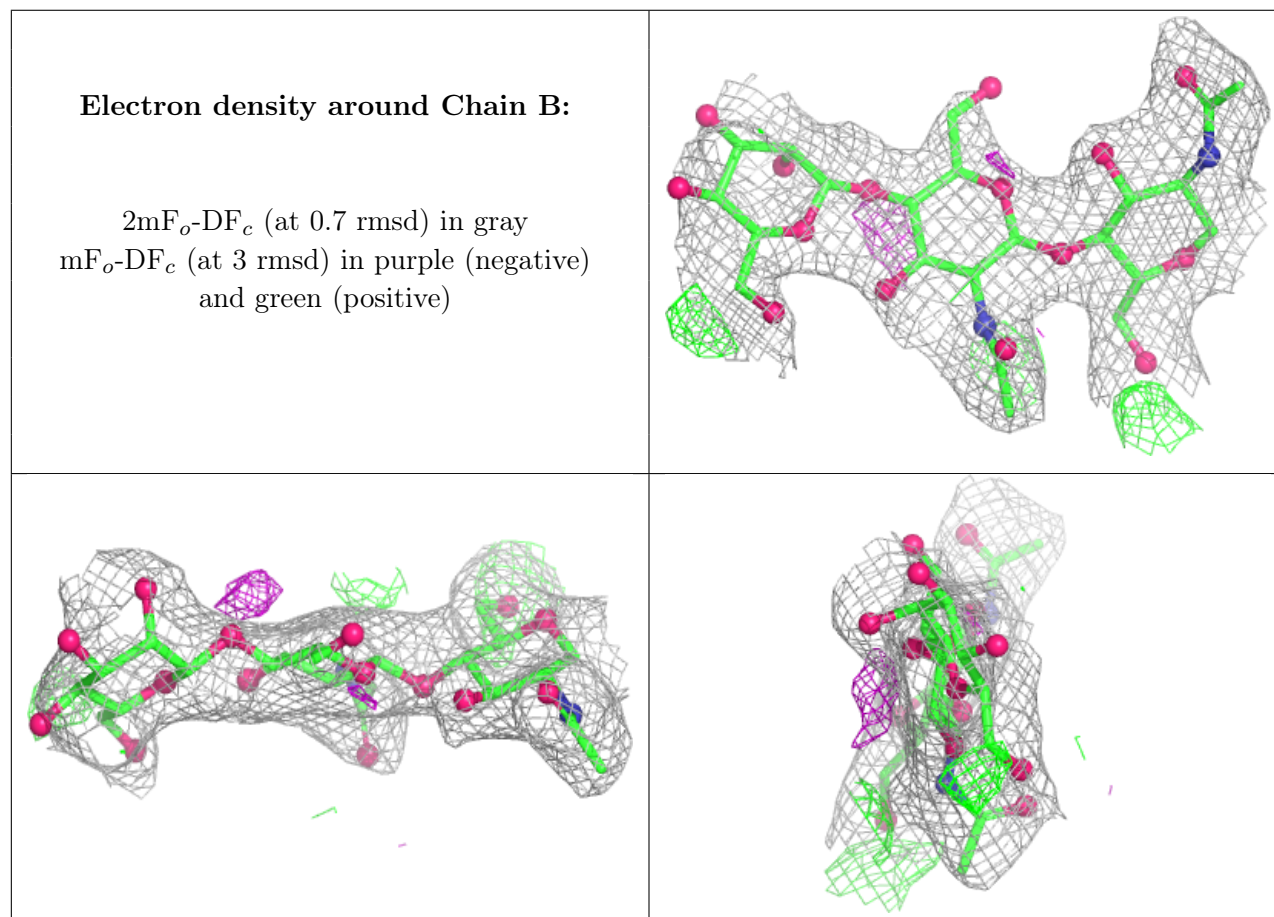 Electron density around Chain B:
2mFₒ-DF𝒸 (at 0.7 rmsd) in gray
mFₒ-DF𝒸 (at 3 rmsd) in purple (negative)
and green (positive)